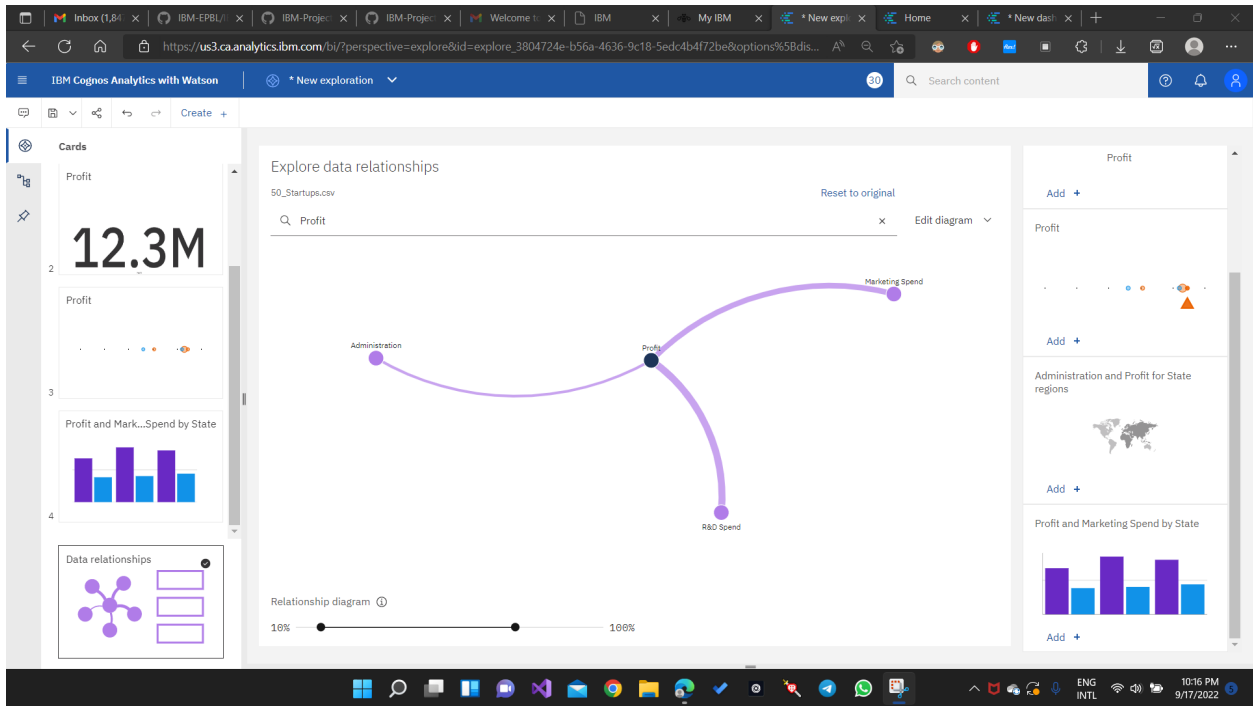 Inbox (1,84
IBM-EPBL/I
IBM-Projec
IBM-Projec
Welcome to
IBM
My IBM
* New explo
Home
* New dash
https://us3.ca.analytics.ibm.com/bi/?perspective=explore&id=explore_3804724e-b56a-4636-9c18-5edc4b4f72be&options%5Bdis...
IBM Cognos Analytics with Watson
* New exploration
30
Search content
Create +
Cards
Profit
12.3M
2
Profit
3
Profit and Mark...Spend by State
4
Data relationships
Explore data relationships
50_Startups.csv
Reset to original
Profit
Edit diagram
Marketing Spend
Administration
Profit
R&D Spend
Relationship diagram
10%
100%
Profit
Add +
Profit
Add +
Administration and Profit for State
regions
Add +
Profit and Marketing Spend by State
Add +
ENG
INTL
10:16 PM
9/17/2022
5